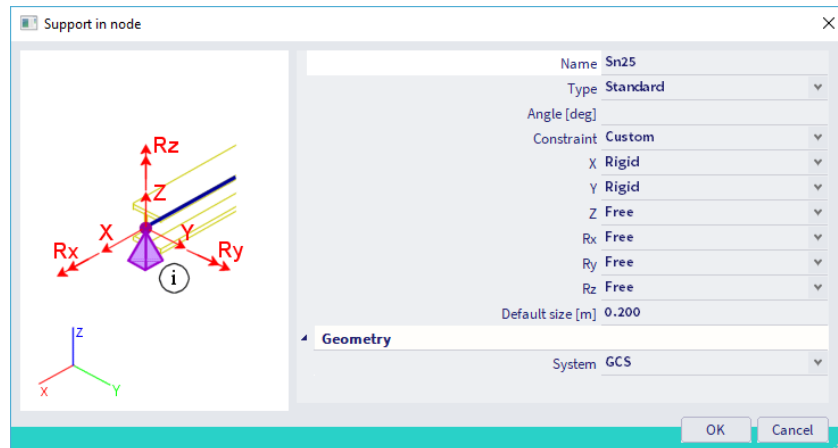 Support in node
Name Sn25
Type Standard
Angle [deg]
Constraint Custom
X Rigid
Y Rigid
Z Free
Rx Free
Ry Free
Rz Free
Default size [m] 0.200
Geometry
System GCS
Rz
Z
X
Y
Rx
Ry
i
Z
X
Y
OK Cancel